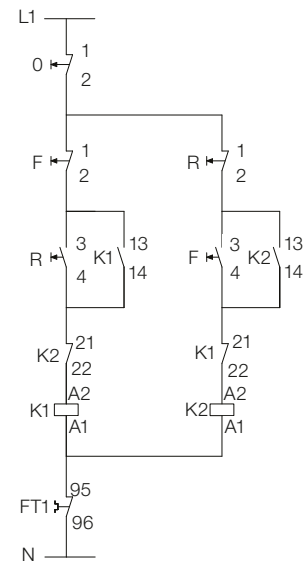 L1
0 1
2
F 1
2
R 1
2
R 3
4
K1 13
14
F 3
4
K2 13
14
K2 21
22
K1 21
22
K1 A2
A1
K2 A2
A1
FT1 95
96
N